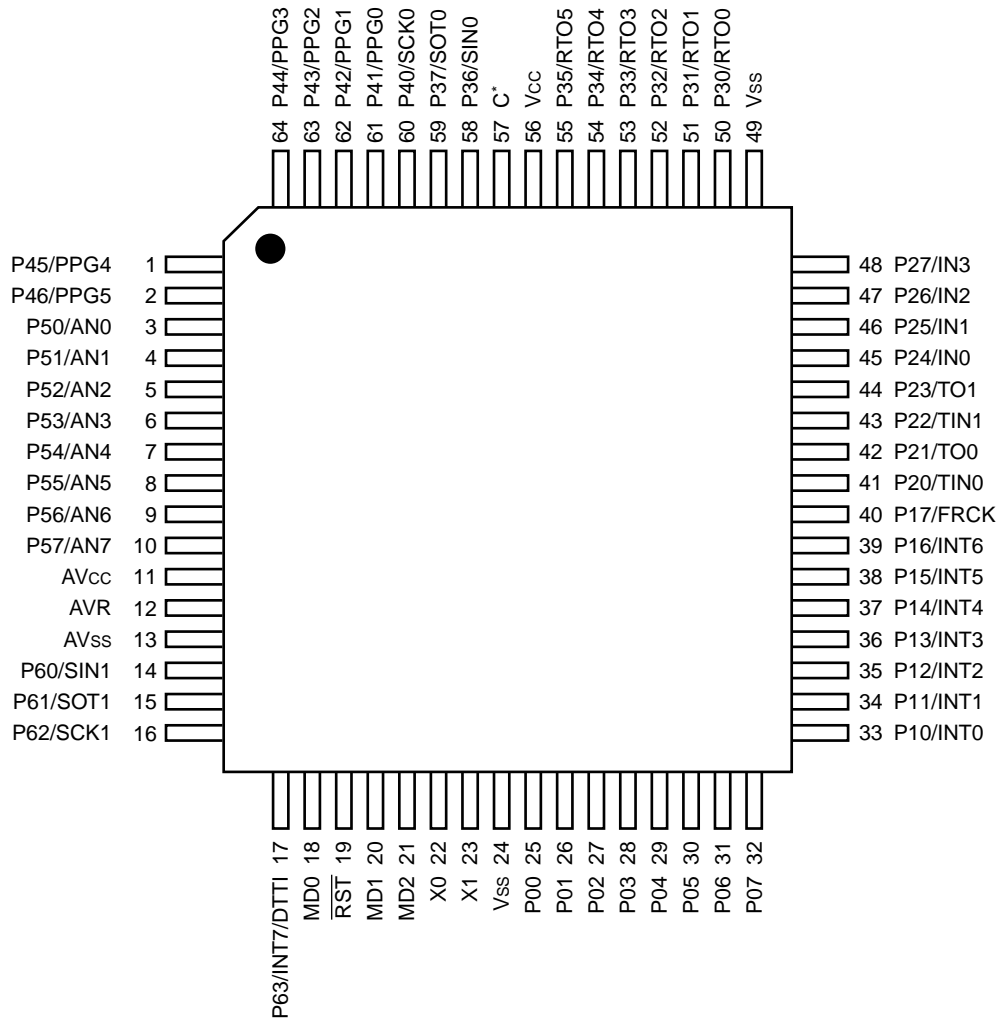 64 P44/PPG3
63 P43/PPG2
62 P42/PPG1
61 P41/PPG0
60 P40/SCK0
59 P37/SOT0
58 P36/SIN0
57 C*
56 Vcc
55 P35/RTO5
54 P34/RTO4
53 P33/RTO3
52 P32/RTO2
51 P31/RTO1
50 P30/RTO0
49 Vss
P45/PPG4 1
P46/PPG5 2
P50/AN0 3
P51/AN1 4
P52/AN2 5
P53/AN3 6
P54/AN4 7
P55/AN5 8
P56/AN6 9
P57/AN7 10
AVcc 11
AVR 12
AVss 13
P60/SIN1 14
P61/SOT1 15
P62/SCK1 16
48 P27/IN3
47 P26/IN2
46 P25/IN1
45 P24/IN0
44 P23/TO1
43 P22/TIN1
42 P21/TO0
41 P20/TIN0
40 P17/FRCK
39 P16/INT6
38 P15/INT5
37 P14/INT4
36 P13/INT3
35 P12/INT2
34 P11/INT1
33 P10/INT0
P63/INT7/DTTI 17
MD0 18
RST 19
MD1 20
MD2 21
X0 22
X1 23
Vss 24
P00 25
P01 26
P02 27
P03 28
P04 29
P05 30
P06 31
P07 32